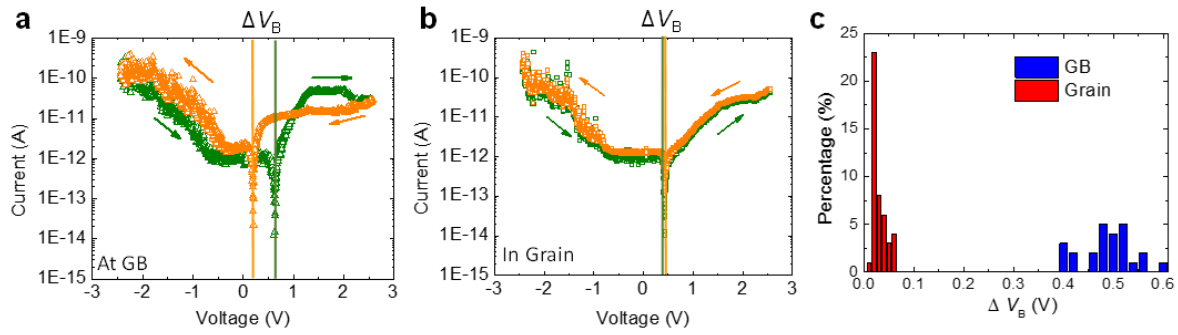 a
Δ V_B
1E-9
1E-10
1E-11
1E-12
1E-13
1E-14
1E-15
Current (A)
At GB
-3 -2 -1 0 1 2 3
Voltage (V)
b
Δ V_B
1E-9
1E-10
1E-11
1E-12
1E-13
1E-14
1E-15
Current (A)
In Grain
-3 -2 -1 0 1 2 3
Voltage (V)
c
25
20
15
10
5
0
Percentage (%)
GB
Grain
0.0 0.1 0.2 0.3 0.4 0.5 0.6
Δ V_B (V)